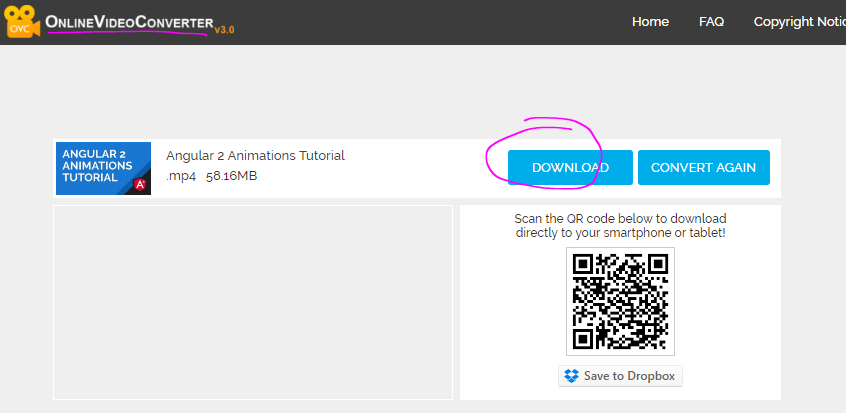 OVC ONLINEVIDEOCONVERTER v3.0
Home FAQ Copyright Notic
ANGULAR 2
ANIMATIONS
TUTORIAL
A
Angular 2 Animations Tutorial
.mp4 58.16MB
DOWNLOAD CONVERT AGAIN
Scan the QR code below to download
directly to your smartphone or tablet!
Save to Dropbox